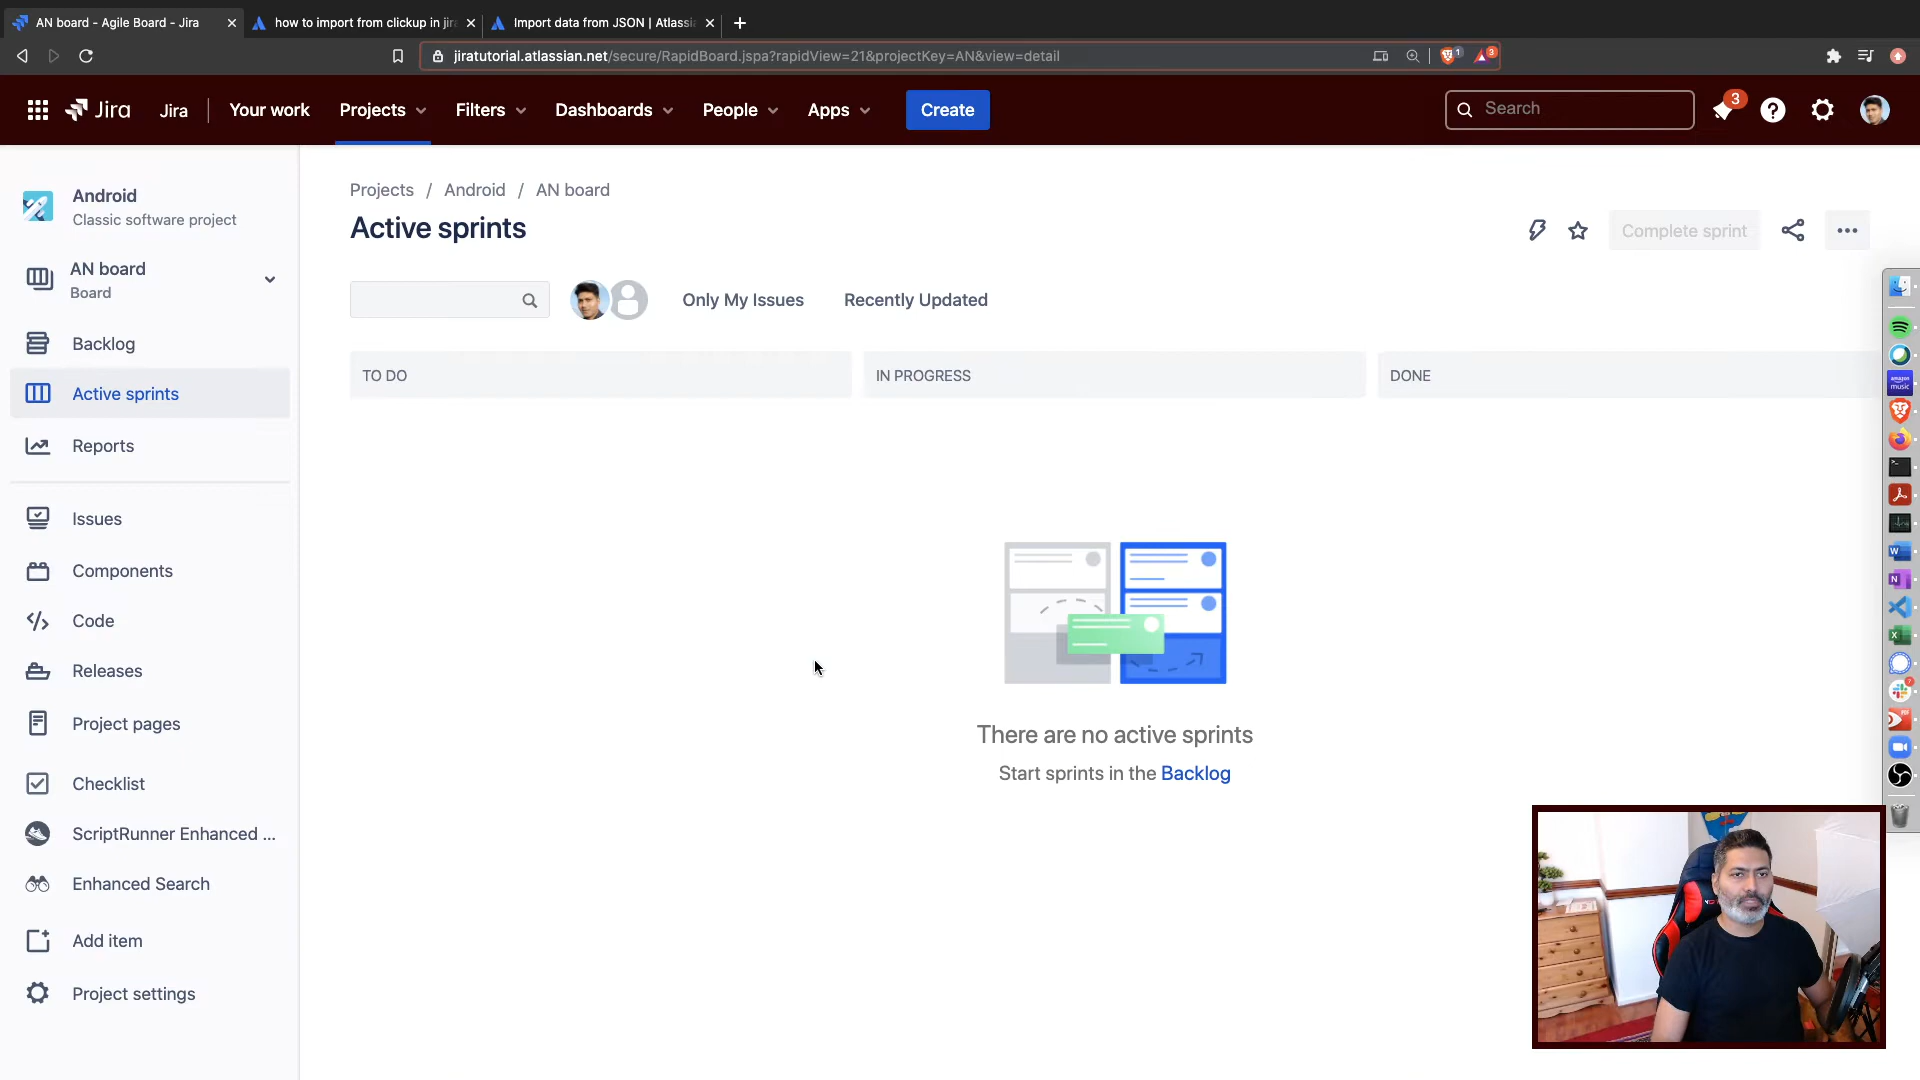 AN board - Agile Board - Jira
how to import from clickup in jir
Import data from JSON | Atlassi
jiratutorial.atlassian.net/secure/RapidBoard.jspa?rapidView=21&projectKey=AN&view=detail
1
3
Jira
Jira
Your work
Projects
Filters
Dashboards
People
Apps
Create
Search
3
Android
Classic software project
AN board
Board
Backlog
Active sprints
Reports
Issues
Components
Code
Releases
Project pages
Checklist
ScriptRunner Enhanced ...
Enhanced Search
Add item
Project settings
Projects / Android / AN board
Active sprints
Complete sprint
Only My Issues
Recently Updated
TO DO
IN PROGRESS
DONE
There are no active sprints
Start sprints in the Backlog
amazon
music
W
N
X
7